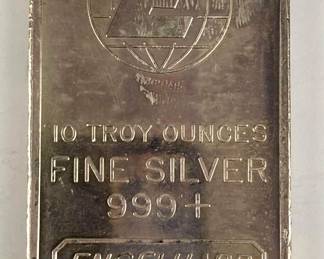 10 TROY OUNCES
FINE SILVER
999+